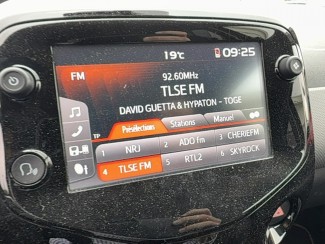 19°c 09:25
FM
92.60MHz
TLSE FM
DAVID GUETTA & HYPATON - TOGE
TP Présélections Stations Manuel
1 NRJ 2 ADO fm 3 CHERIEFM
4 TLSE FM 5 RTL2 6 SKYROCK